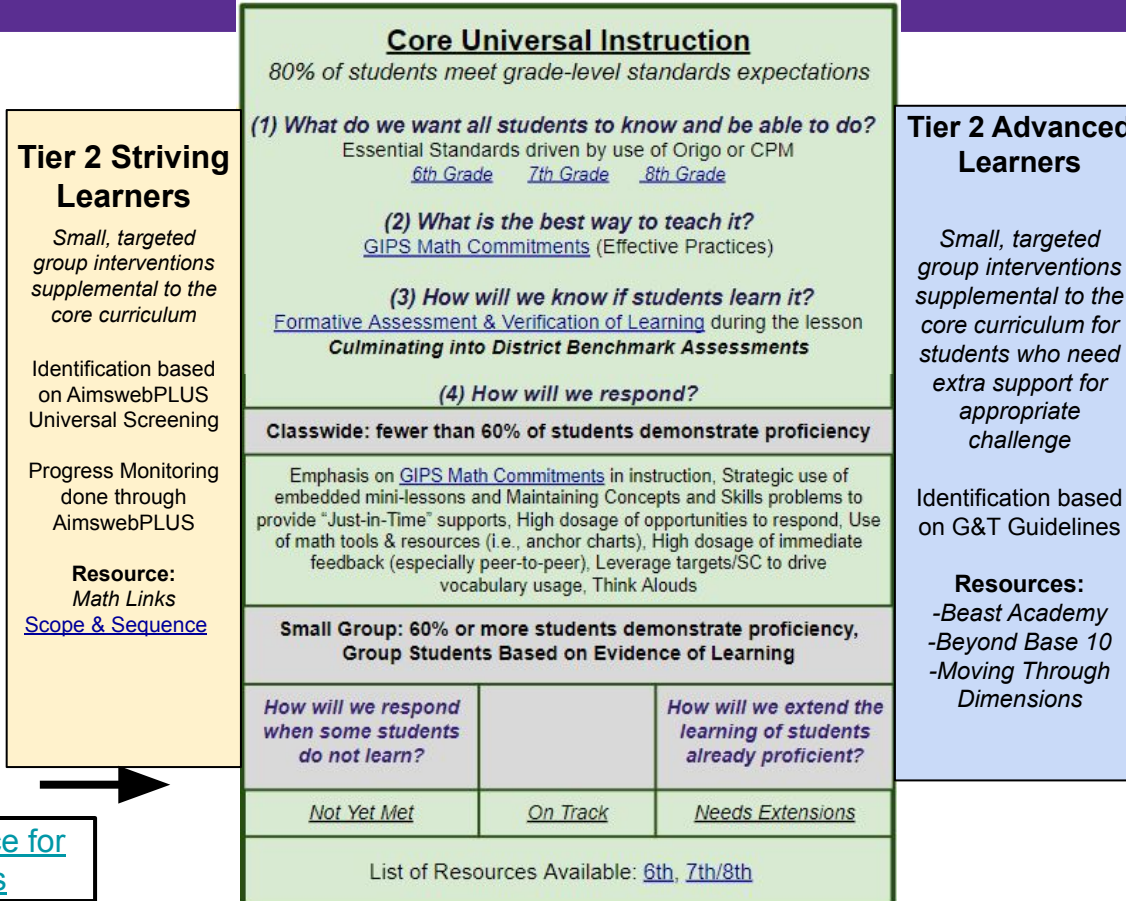 Core Universal Instruction
80% of students meet grade-level standards expectations
(1) What do we want all students to know and be able to do?
Essential Standards driven by use of Origo or CPM
6th Grade 7th Grade 8th Grade
(2) What is the best way to teach it?
GIPS Math Commitments (Effective Practices)
(3) How will we know if students learn it?
Formative Assessment & Verification of Learning during the lesson
Culminating into District Benchmark Assessments
(4) How will we respond?
Classwide: fewer than 60% of students demonstrate proficiency
Emphasis on GIPS Math Commitments in instruction, Strategic use of
embedded mini-lessons and Maintaining Concepts and Skills problems to
provide “Just-in-Time” supports, High dosage of opportunities to respond, Use
of math tools & resources (i.e., anchor charts), High dosage of immediate
feedback (especially peer-to-peer), Leverage targets/SC to drive
vocabulary usage, Think Alouds
Small Group: 60% or more students demonstrate proficiency,
Group Students Based on Evidence of Learning
How will we respond
when some students
do not learn?
How will we extend the
learning of students
already proficient?
Not Yet Met On Track Needs Extensions
List of Resources Available: 6th, 7th/8th
Tier 2 Striving
Learners
Small, targeted
group interventions
supplemental to the
core curriculum
Identification based
on AimswebPLUS
Universal Screening
Progress Monitoring
done through
AimswebPLUS
Resource:
Math Links
Scope & Sequence
Tier 2 Advanced
Learners
Small, targeted
group interventions
supplemental to the
core curriculum for
students who need
extra support for
appropriate
challenge
Identification based
on G&T Guidelines
Resources:
-Beast Academy
-Beyond Base 10
-Moving Through
Dimensions
for